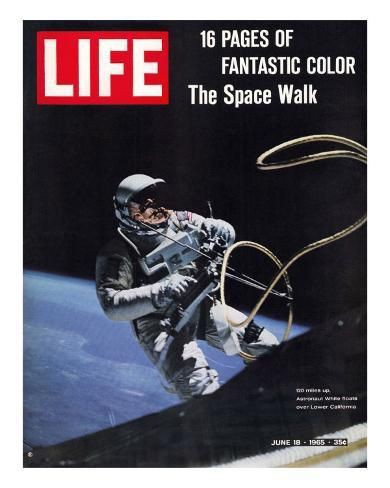 LIFE
16 PAGES OF
FANTASTIC COLOR
The Space Walk
120 miles up,
Astronaut White floats
over Lower California
JUNE 18 · 1965 · 35¢
®